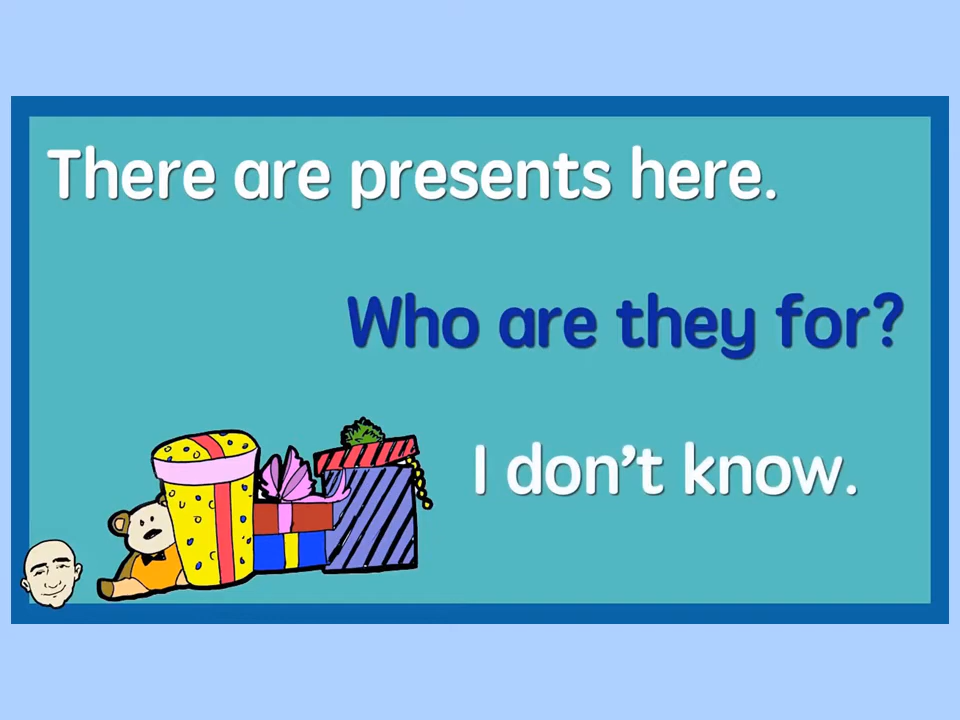 There are presents here.
Who are they for?
I don’t know.